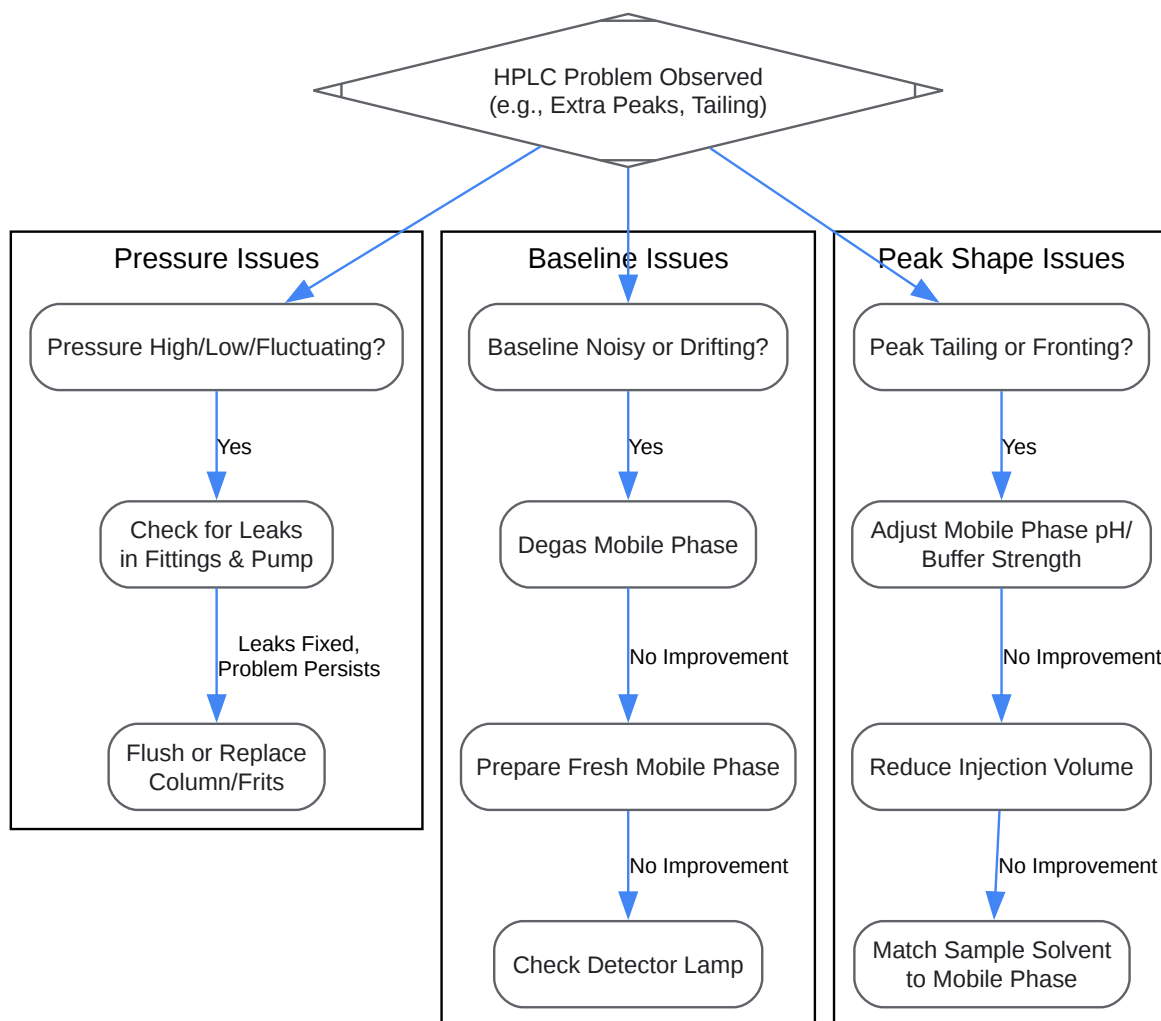 HPLC Problem Observed
(e.g., Extra Peaks, Tailing)
Pressure Issues
Pressure High/Low/Fluctuating?
Yes
Check for Leaks
in Fittings & Pump
Leaks Fixed,
Problem Persists
Flush or Replace
Column/Frits
Baseline Issues
Baseline Noisy or Drifting?
Yes
Degas Mobile Phase
No Improvement
Prepare Fresh Mobile Phase
No Improvement
Check Detector Lamp
Peak Shape Issues
Peak Tailing or Fronting?
Yes
Adjust Mobile Phase pH/
Buffer Strength
No Improvement
Reduce Injection Volume
No Improvement
Match Sample Solvent
to Mobile Phase